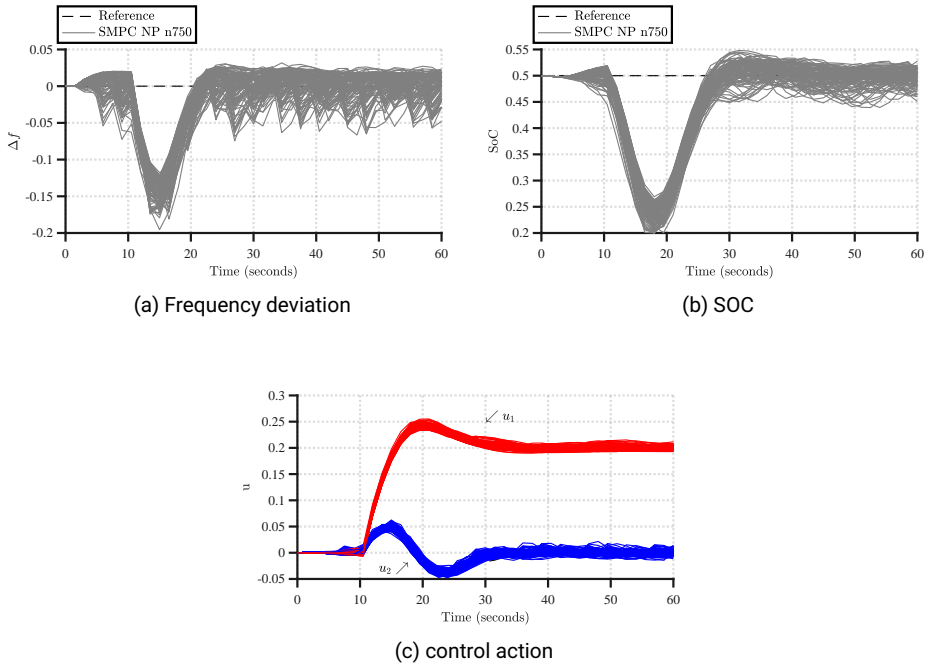 Reference
SMPC NP n750
0.05
0
-0.05
-0.1
-0.15
-0.2
Δf
0 10 20 30 40 50 60
Time (seconds)
(a) Frequency deviation
Reference
SMPC NP n750
0.55
0.5
0.45
0.4
0.35
0.3
0.25
0.2
SoC
0 10 20 30 40 50 60
Time (seconds)
(b) SOC
0.3
0.25
0.2
0.15
0.1
0.05
0
-0.05
u
u₁
u₂
0 10 20 30 40 50 60
Time (seconds)
(c) control action